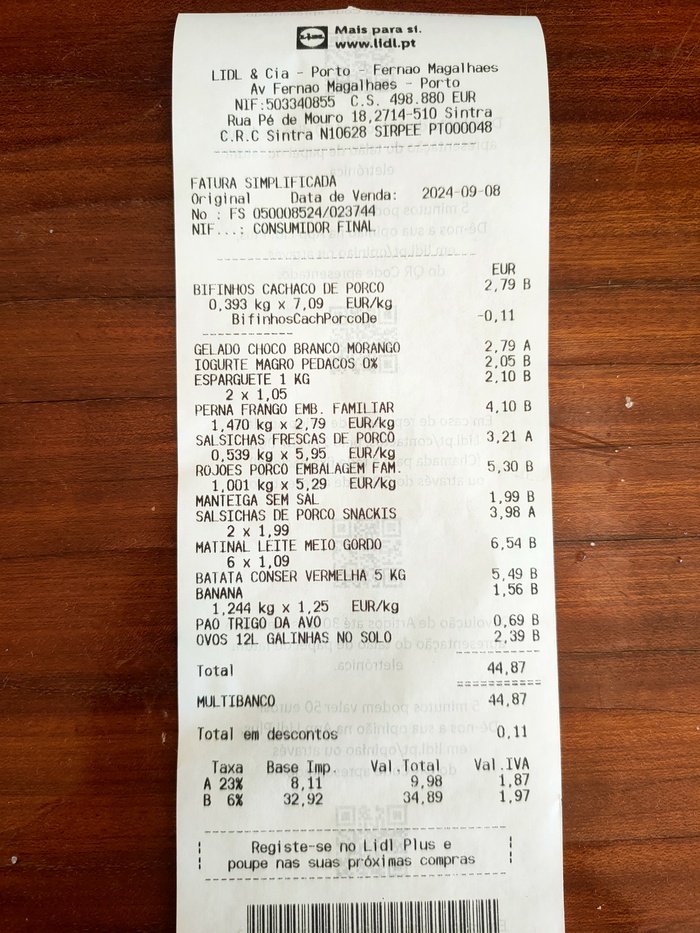 Mais para si.
www.lidl.pt
LIDL & Cia - Porto - Fernao Magalhaes
Av Fernao Magalhaes - Porto
NIF:503340855 C.S. 498.880 EUR
Rua Pé de Mouro 18,2714-510 Sintra
C.R.C Sintra N10628 SIRPEE PT000048
FATURA SIMPLIFICADA
Original Data de Venda: 2024-09-08
No : FS 050008524/023744
NIF...: CONSUMIDOR FINAL
EUR
BIFINHOS CACHACO DE PORCO 2,79 B
0,393 kg x 7,09 EUR/kg
BifinhosCachPorcoDe -0,11
GELADO CHOCO BRANCO MORANGO 2,79 A
IOGURTE MAGRO PEDACOS 0% 2,05 B
ESPARGUETE 1 KG 2,10 B
2 x 1,05
PERNA FRANGO EMB. FAMILIAR 4,10 B
1,470 kg x 2,79 EUR/kg
SALSICHAS FRESCAS DE PORCO 3,21 A
0,539 kg x 5,95 EUR/kg
ROJOES PORCO EMBALAGEM FAM. 5,30 B
1,001 kg x 5,29 EUR/kg
MANTEIGA SEM SAL 1,99 B
SALSICHAS DE PORCO SNACKIS 3,98 A
2 x 1,99
MATINAL LEITE MEIO GORDO 6,54 B
6 x 1,09
BATATA CONSER VERMELHA 5 KG 5,49 B
BANANA 1,56 B
1,244 kg x 1,25 EUR/kg
PAO TRIGO DA AVO 0,69 B
OVOS 12L GALINHAS NO SOLO 2,39 B
Total 44,87
MULTIBANCO 44,87
Total em descontos 0,11
Taxa Base Imp. Val.Total Val.IVA
A 23% 8,11 9,98 1,87
B 6% 32,92 34,89 1,97
Registe-se no Lidl Plus e
poupe nas suas próximas compras